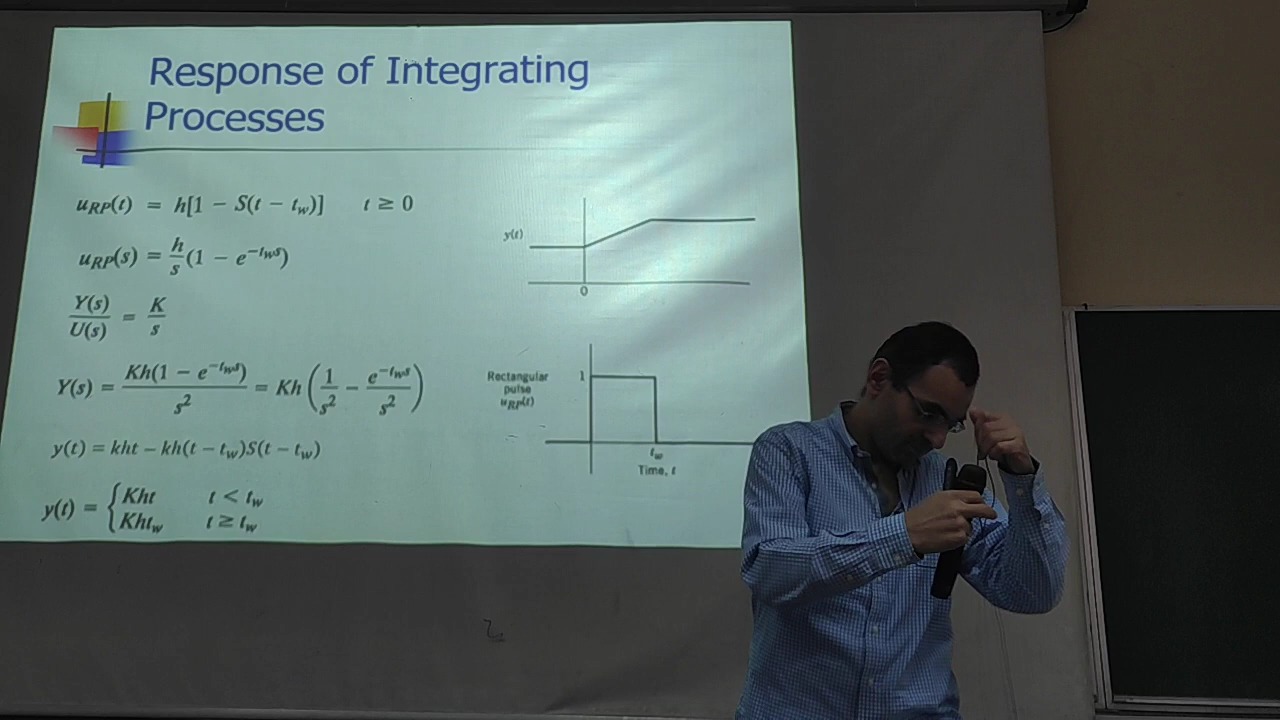 Response of Integrating
Processes
u_RP(t) = h[1 − S(t − t_w)] t ≥ 0
u_RP(s) = h/s (1 − e^{−t_w s})
Y(s)/U(s) = K/s
Y(s) = Kh(1 − e^{−t_w s})/s² = Kh (1/s² − e^{−t_w s}/s²)
y(t) = kht − kh(t − t_w)S(t − t_w)
y(t) = { Kht t < t_w
Kht_w t ≥ t_w
y(t)
0
Rectangular
pulse
u_RP(t)
1
t_w
Time, t